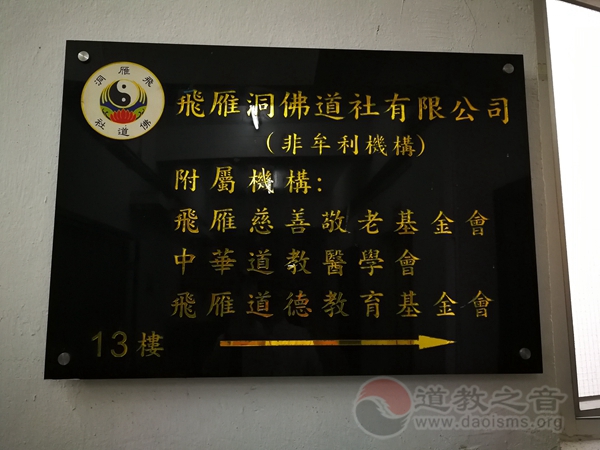 飛雁洞
佛道社
飛雁洞佛道社有限公司
(非牟利機構)
附屬機構:
飛雁慈善敬老基金會
中華道教醫學會
飛雁道德教育基金會
13樓
道教之音
www.daoisms.org